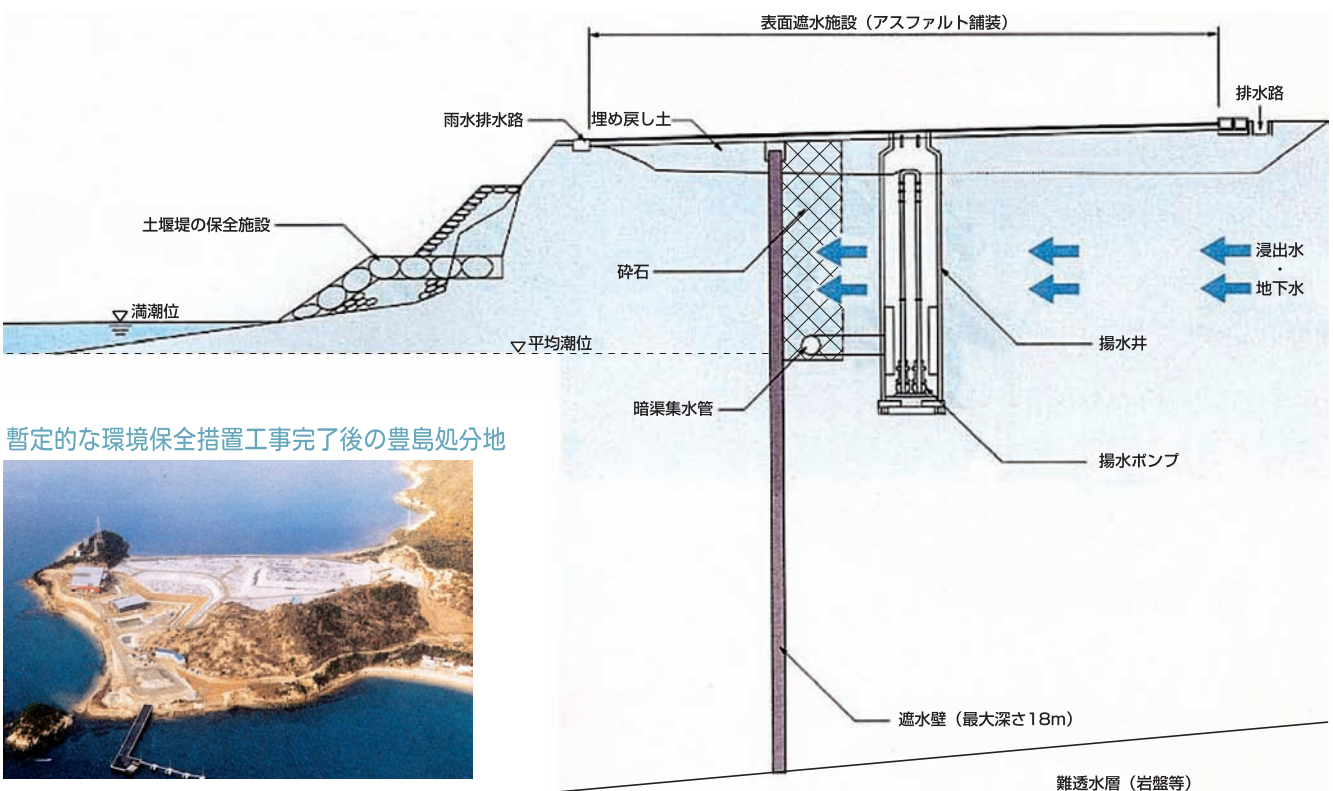 表面遮水施設（アスファルト舗装）
排水路
雨水排水路
埋め戻し土
土堰堤の保全施設
浸出水
・
地下水
砕石
満潮位
平均潮位
揚水井
暗渠集水管
揚水ポンプ
暫定的な環境保全措置工事完了後の豊島処分地
遮水壁（最大深さ18m）
難透水層（岩盤等）